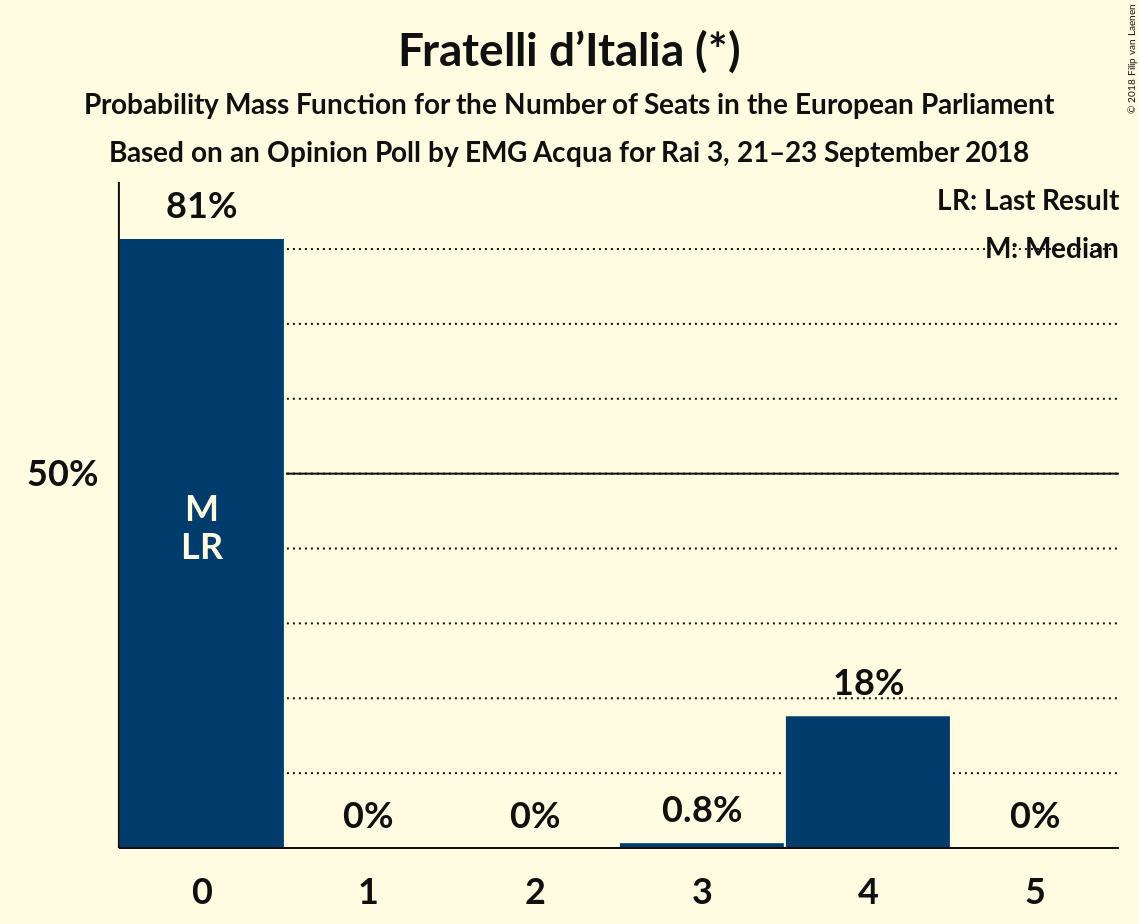 Fratelli d’Italia (*)
Probability Mass Function for the Number of Seats in the European Parliament
Based on an Opinion Poll by EMG Acqua for Rai 3, 21–23 September 2018
© 2018 Filip van Laenen
LR: Last Result
M: Median
81%
50%
M
LR
0%
0%
0.8%
18%
0%
0
1
2
3
4
5